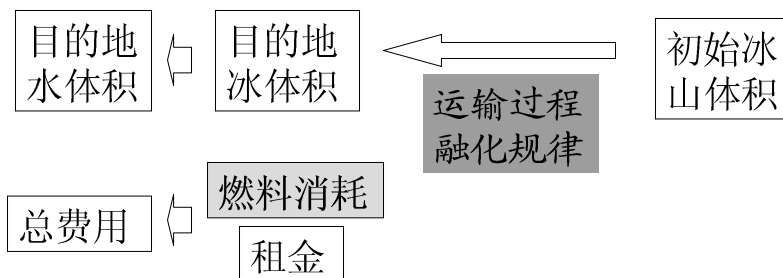 目的地
水体积
目的地
冰体积
初始冰
山体积
运输过程
融化规律
燃料消耗
总费用
租金